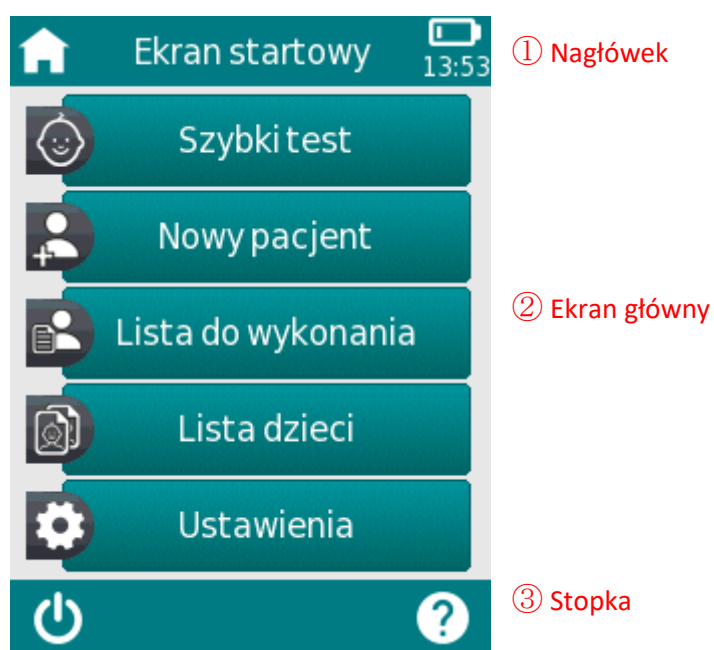 Ekran startowy
13:53
① Nagłówek
Szybki test
Nowy pacjent
② Ekran główny
Lista do wykonania
Lista dzieci
Ustawienia
③ Stopka
?